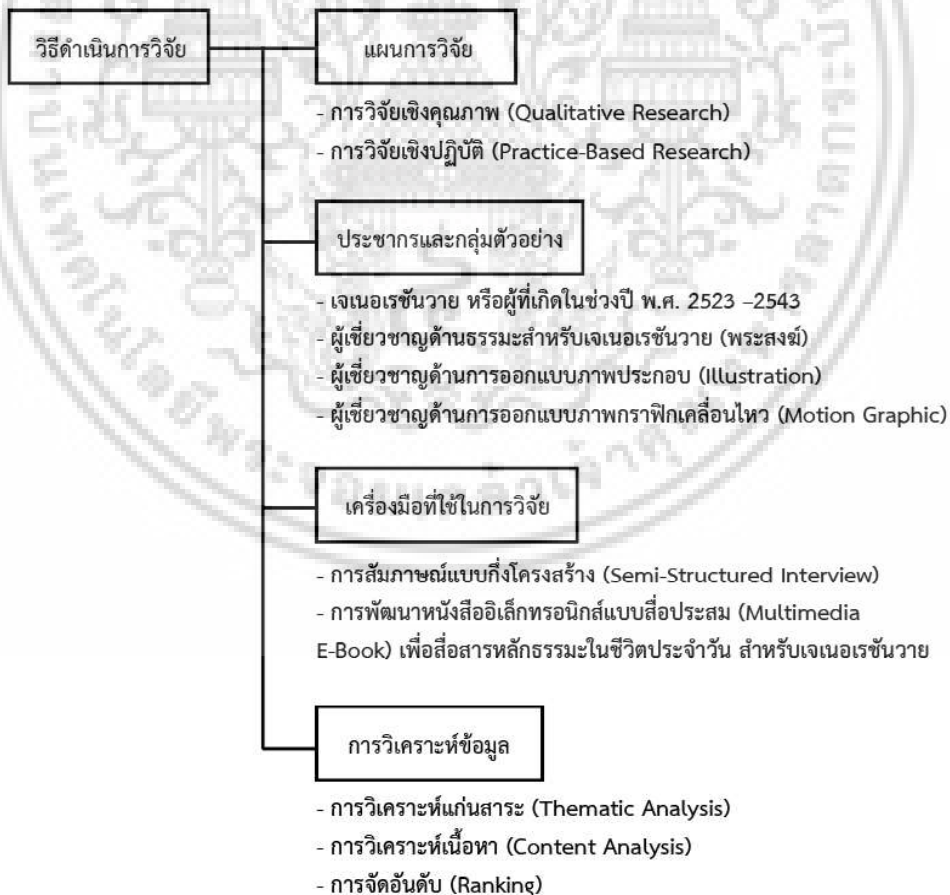 วิธีดำเนินการวิจัย
แผนการวิจัย
- การวิจัยเชิงคุณภาพ (Qualitative Research)
- การวิจัยเชิงปฏิบัติ (Practice-Based Research)
ประชากรและกลุ่มตัวอย่าง
- เจเนอเรชันวาย หรือผู้ที่เกิดในช่วงปี พ.ศ. 2523 –2543
- ผู้เชี่ยวชาญด้านธรรมะสำหรับเจเนอเรชันวาย (พระสงฆ์)
- ผู้เชี่ยวชาญด้านการออกแบบภาพประกอบ (Illustration)
- ผู้เชี่ยวชาญด้านการออกแบบภาพกราฟิกเคลื่อนไหว (Motion Graphic)
เครื่องมือที่ใช้ในการวิจัย
- การสัมภาษณ์แบบกึ่งโครงสร้าง (Semi-Structured Interview)
- การพัฒนาหนังสืออิเล็กทรอนิกส์แบบสื่อประสม (Multimedia
E-Book) เพื่อสื่อสารหลักธรรมะในชีวิตประจำวัน สำหรับเจเนอเรชันวาย
การวิเคราะห์ข้อมูล
- การวิเคราะห์แก่นสาระ (Thematic Analysis)
- การวิเคราะห์เนื้อหา (Content Analysis)
- การจัดอันดับ (Ranking)